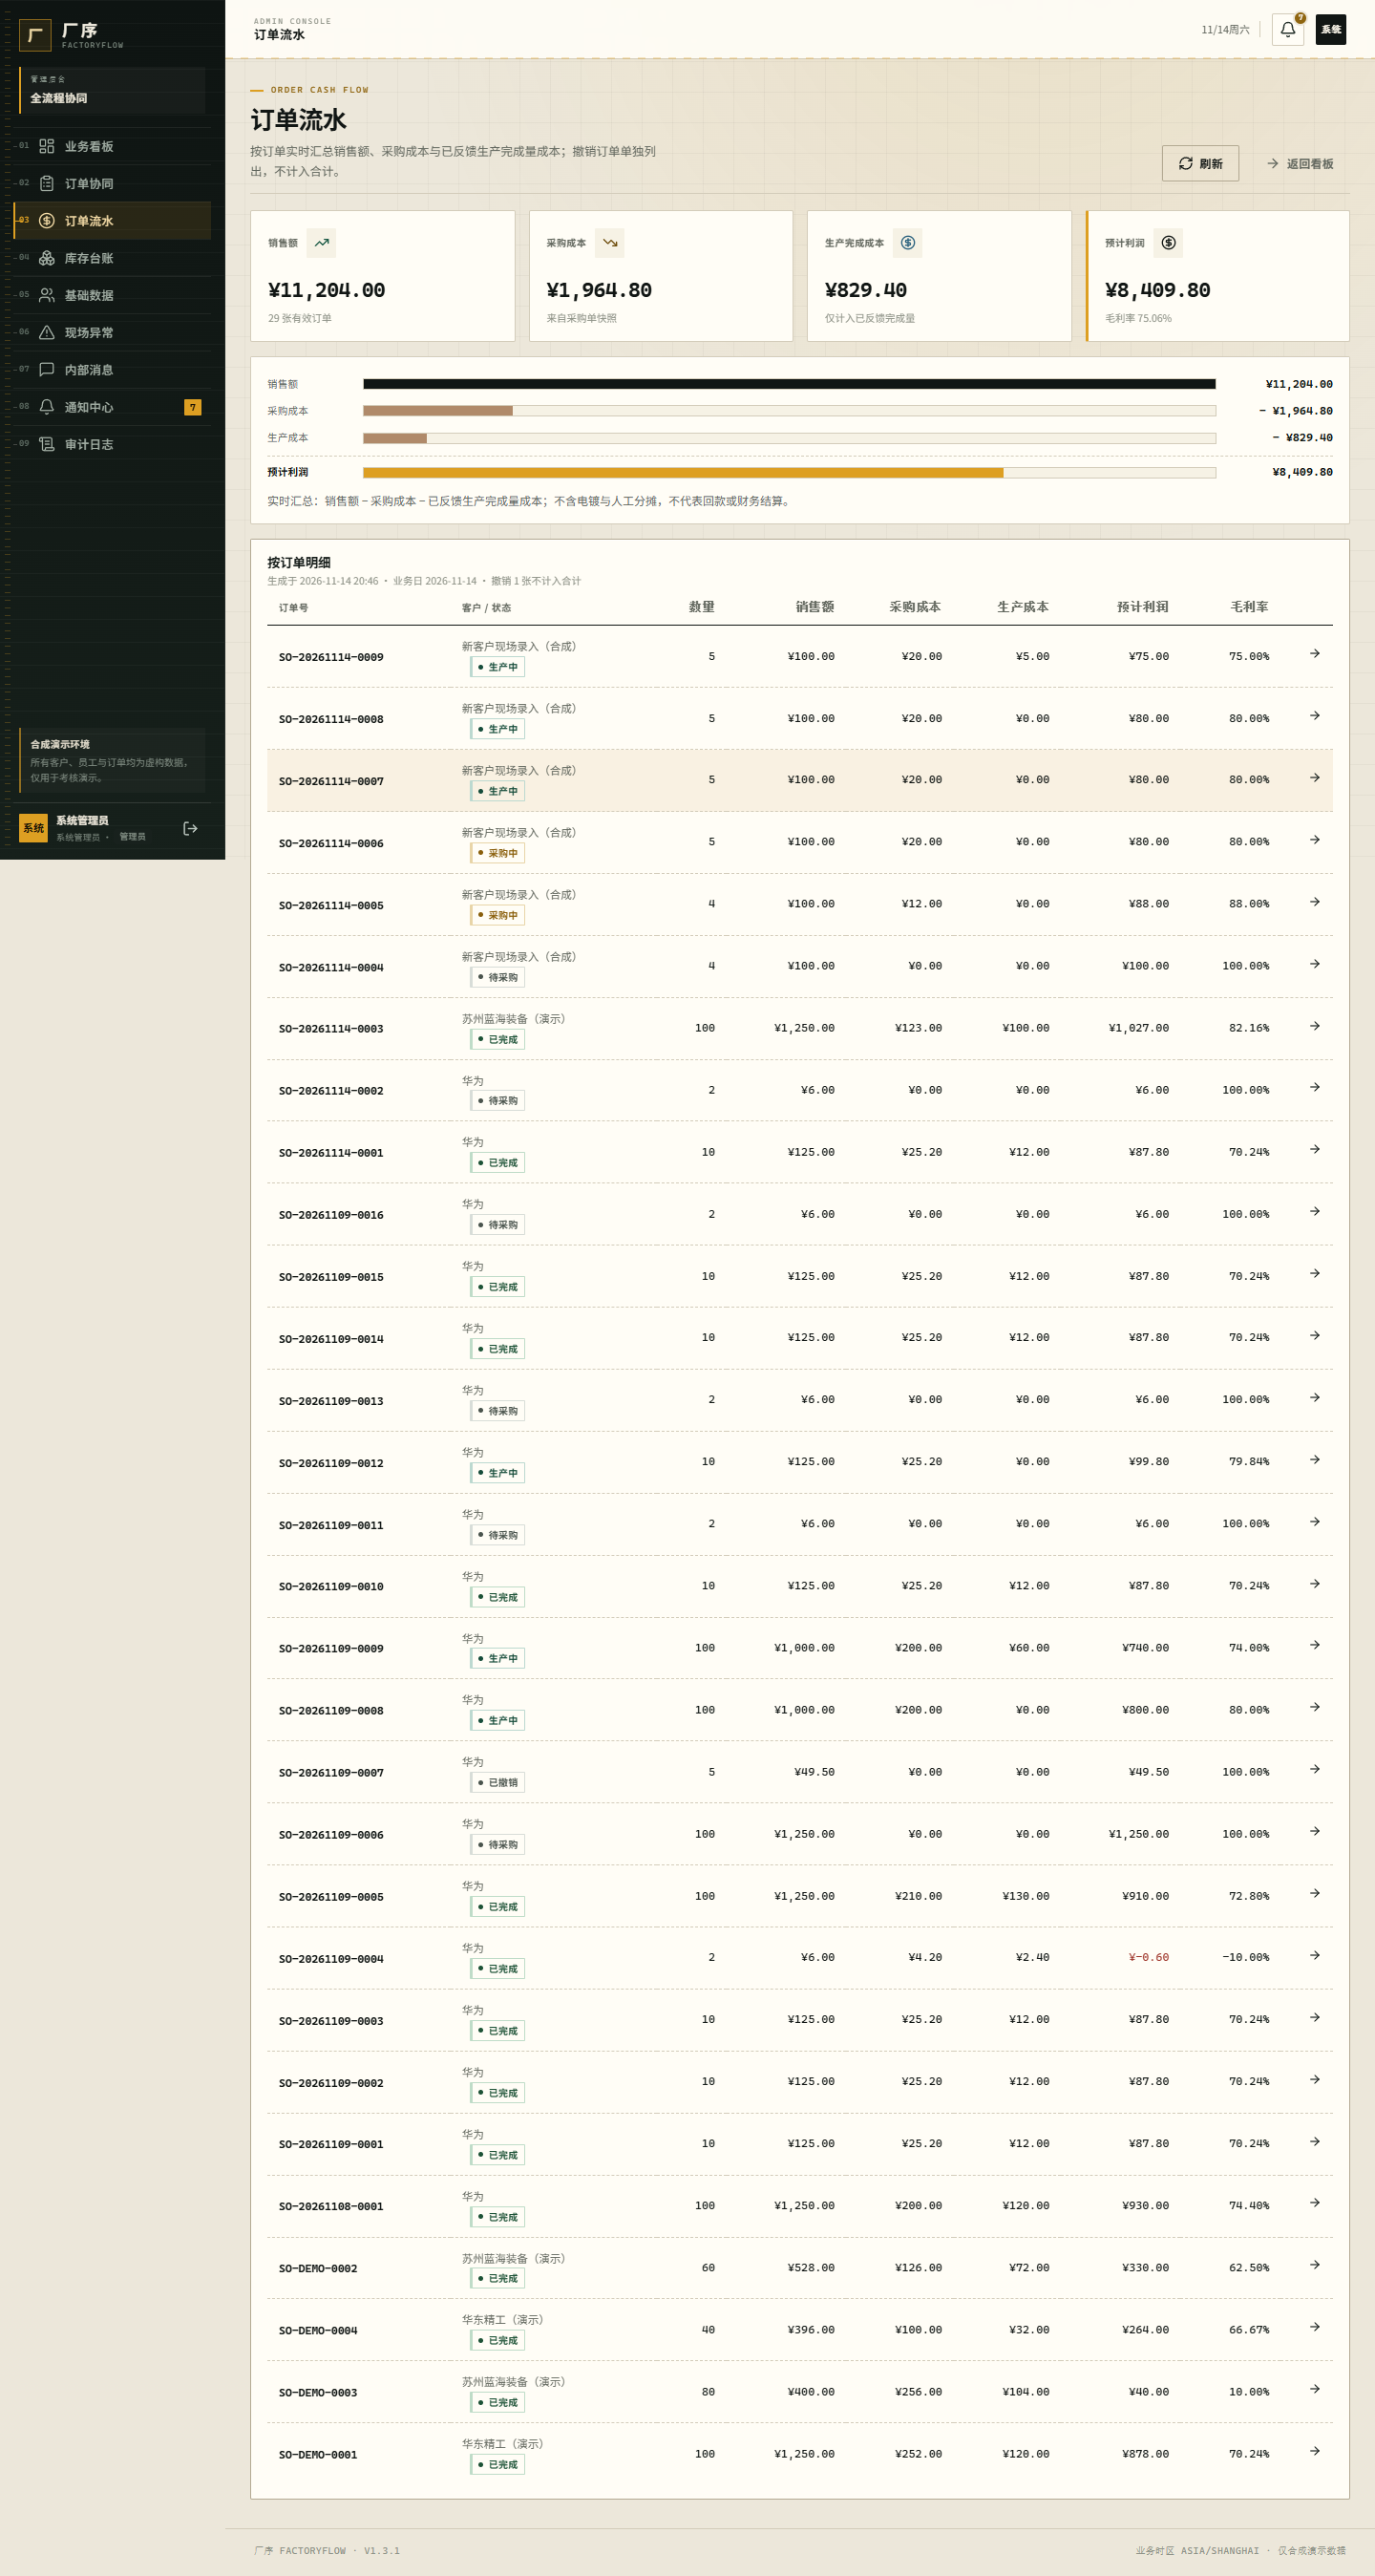 厂
厂序
FACTORYFLOW
管理后台
全流程协同
01 业务看板
02 订单协同
03 订单流水
04 库存台账
05 基础数据
06 现场异常
07 内部消息
08 通知中心 7
09 审计日志
合成演示环境
所有客户、员工与订单均为虚构数据,
仅用于考核演示。
系统
系统管理员
系统管理员 · 管理员
ADMIN CONSOLE
订单流水
11/14周六
7
系统
ORDER CASH FLOW
订单流水
按订单实时汇总销售额、采购成本与已反馈生产完成量成本；撤销订单单独列
出，不计入合计。
刷新
返回看板
销售额
¥11,204.00
29 张有效订单
采购成本
¥1,964.80
来自采购单快照
生产完成成本
¥829.40
仅计入已反馈完成量
预计利润
¥8,409.80
毛利率 75.06%
销售额 ¥11,204.00
采购成本 − ¥1,964.80
生产成本 − ¥829.40
预计利润 ¥8,409.80
实时汇总：销售额 − 采购成本 − 已反馈生产完成量成本；不含电镀与人工分摊，不代表回款或财务结算。
按订单明细
生成于 2026-11-14 20:46 · 业务日 2026-11-14 · 撤销 1 张不计入合计
订单号 客户 / 状态 数量 销售额 采购成本 生产成本 预计利润 毛利率
SO-20261114-0009 新客户现场录入（合成） 5 ¥100.00 ¥20.00 ¥5.00 ¥75.00 75.00%
生产中
SO-20261114-0008 新客户现场录入（合成） 5 ¥100.00 ¥20.00 ¥0.00 ¥80.00 80.00%
生产中
SO-20261114-0007 新客户现场录入（合成） 5 ¥100.00 ¥20.00 ¥0.00 ¥80.00 80.00%
生产中
SO-20261114-0006 新客户现场录入（合成） 5 ¥100.00 ¥20.00 ¥0.00 ¥80.00 80.00%
采购中
SO-20261114-0005 新客户现场录入（合成） 4 ¥100.00 ¥12.00 ¥0.00 ¥88.00 88.00%
采购中
SO-20261114-0004 新客户现场录入（合成） 4 ¥100.00 ¥0.00 ¥0.00 ¥100.00 100.00%
待采购
SO-20261114-0003 苏州蓝海装备（演示） 100 ¥1,250.00 ¥123.00 ¥100.00 ¥1,027.00 82.16%
已完成
SO-20261114-0002 华为 2 ¥6.00 ¥0.00 ¥0.00 ¥6.00 100.00%
待采购
SO-20261114-0001 华为 10 ¥125.00 ¥25.20 ¥12.00 ¥87.80 70.24%
已完成
SO-20261109-0016 华为 2 ¥6.00 ¥0.00 ¥0.00 ¥6.00 100.00%
待采购
SO-20261109-0015 华为 10 ¥125.00 ¥25.20 ¥12.00 ¥87.80 70.24%
已完成
SO-20261109-0014 华为 10 ¥125.00 ¥25.20 ¥12.00 ¥87.80 70.24%
已完成
SO-20261109-0013 华为 2 ¥6.00 ¥0.00 ¥0.00 ¥6.00 100.00%
待采购
SO-20261109-0012 华为 10 ¥125.00 ¥25.20 ¥0.00 ¥99.80 79.84%
生产中
SO-20261109-0011 华为 2 ¥6.00 ¥0.00 ¥0.00 ¥6.00 100.00%
待采购
SO-20261109-0010 华为 10 ¥125.00 ¥25.20 ¥12.00 ¥87.80 70.24%
已完成
SO-20261109-0009 华为 100 ¥1,000.00 ¥200.00 ¥60.00 ¥740.00 74.00%
生产中
SO-20261109-0008 华为 100 ¥1,000.00 ¥200.00 ¥0.00 ¥800.00 80.00%
生产中
SO-20261109-0007 华为 5 ¥49.50 ¥0.00 ¥0.00 ¥49.50 100.00%
已撤销
SO-20261109-0006 华为 100 ¥1,250.00 ¥0.00 ¥0.00 ¥1,250.00 100.00%
待采购
SO-20261109-0005 华为 100 ¥1,250.00 ¥210.00 ¥130.00 ¥910.00 72.80%
已完成
SO-20261109-0004 华为 2 ¥6.00 ¥4.20 ¥2.40 ¥-0.60 -10.00%
已完成
SO-20261109-0003 华为 10 ¥125.00 ¥25.20 ¥12.00 ¥87.80 70.24%
已完成
SO-20261109-0002 华为 10 ¥125.00 ¥25.20 ¥12.00 ¥87.80 70.24%
已完成
SO-20261109-0001 华为 10 ¥125.00 ¥25.20 ¥12.00 ¥87.80 70.24%
已完成
SO-20261108-0001 华为 100 ¥1,250.00 ¥200.00 ¥120.00 ¥930.00 74.40%
已完成
SO-DEMO-0002 苏州蓝海装备（演示） 60 ¥528.00 ¥126.00 ¥72.00 ¥330.00 62.50%
已完成
SO-DEMO-0004 华东精工（演示） 40 ¥396.00 ¥100.00 ¥32.00 ¥264.00 66.67%
已完成
SO-DEMO-0003 苏州蓝海装备（演示） 80 ¥400.00 ¥256.00 ¥104.00 ¥40.00 10.00%
已完成
SO-DEMO-0001 华东精工（演示） 100 ¥1,250.00 ¥252.00 ¥120.00 ¥878.00 70.24%
已完成
厂序 FACTORYFLOW · V1.3.1
业务时区 ASIA/SHANGHAI · 仅合成演示数据